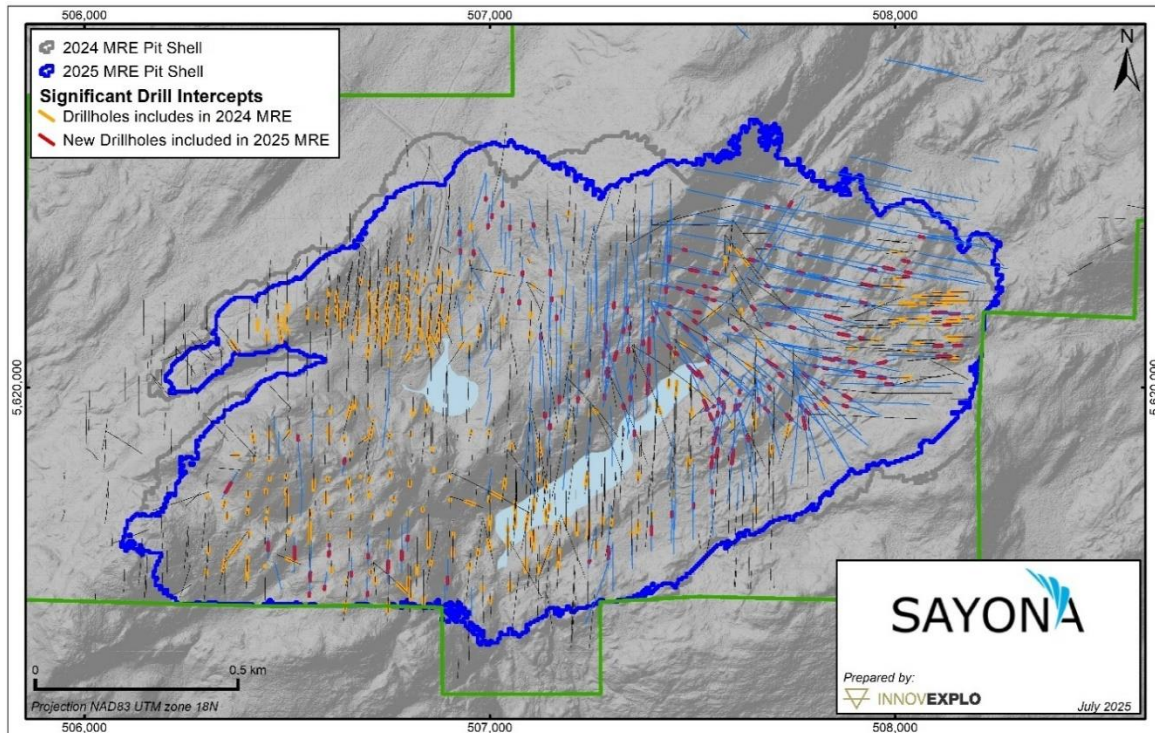 506,000
507,000
508,000
N
2024 MRE Pit Shell
2025 MRE Pit Shell
Significant Drill Intercepts
Drillholes includes in 2024 MRE
New Drillholes included in 2025 MRE
5,620,000
5,620,000
0
0.5 km
Projection NAD83 UTM zone 18N
SAYONA
Prepared by:
INNOVEXPLO
July 2025
506,000
507,000
508,000